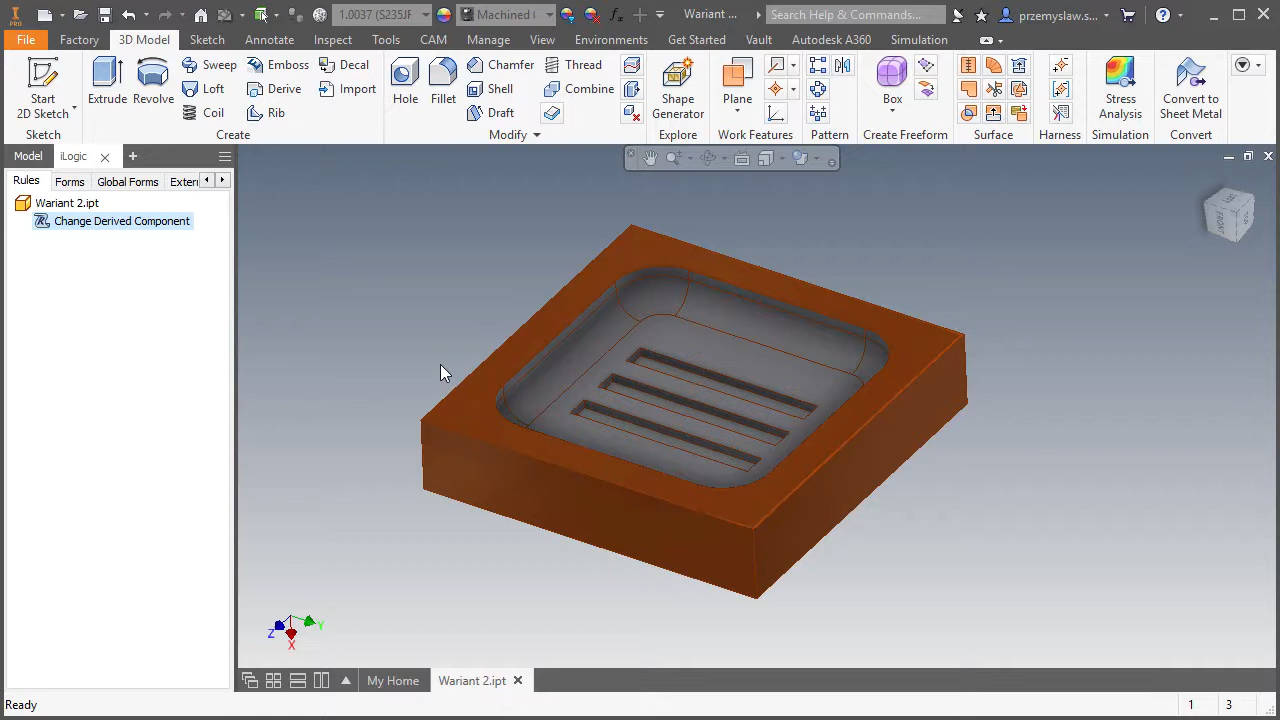 PRO
1.0037 (S235JF
Machined (
Wariant ...
Search Help & Commands...
przemyslaw.s...
File Factory 3D Model Sketch Annotate Inspect Tools CAM Manage View Environments Get Started Vault Autodesk A360 Simulation
Start
2D Sketch
Sketch
Extrude
Revolve
Sweep
Loft
Coil
Emboss
Derive
Rib
Decal
Import
Create
Hole
Fillet
Chamfer
Shell
Draft
Thread
Combine
Modify
Shape
Generator
Explore
Plane
Work Features
Pattern
Box
Create Freeform
Surface
Harness
Stress
Analysis
Simulation
Convert to
Sheet Metal
Convert
Model iLogic
Rules Forms Global Forms Extern
Wariant 2.ipt
Change Derived Component
FRONT
Z Y
X
My Home Wariant 2.ipt
Ready 1 3